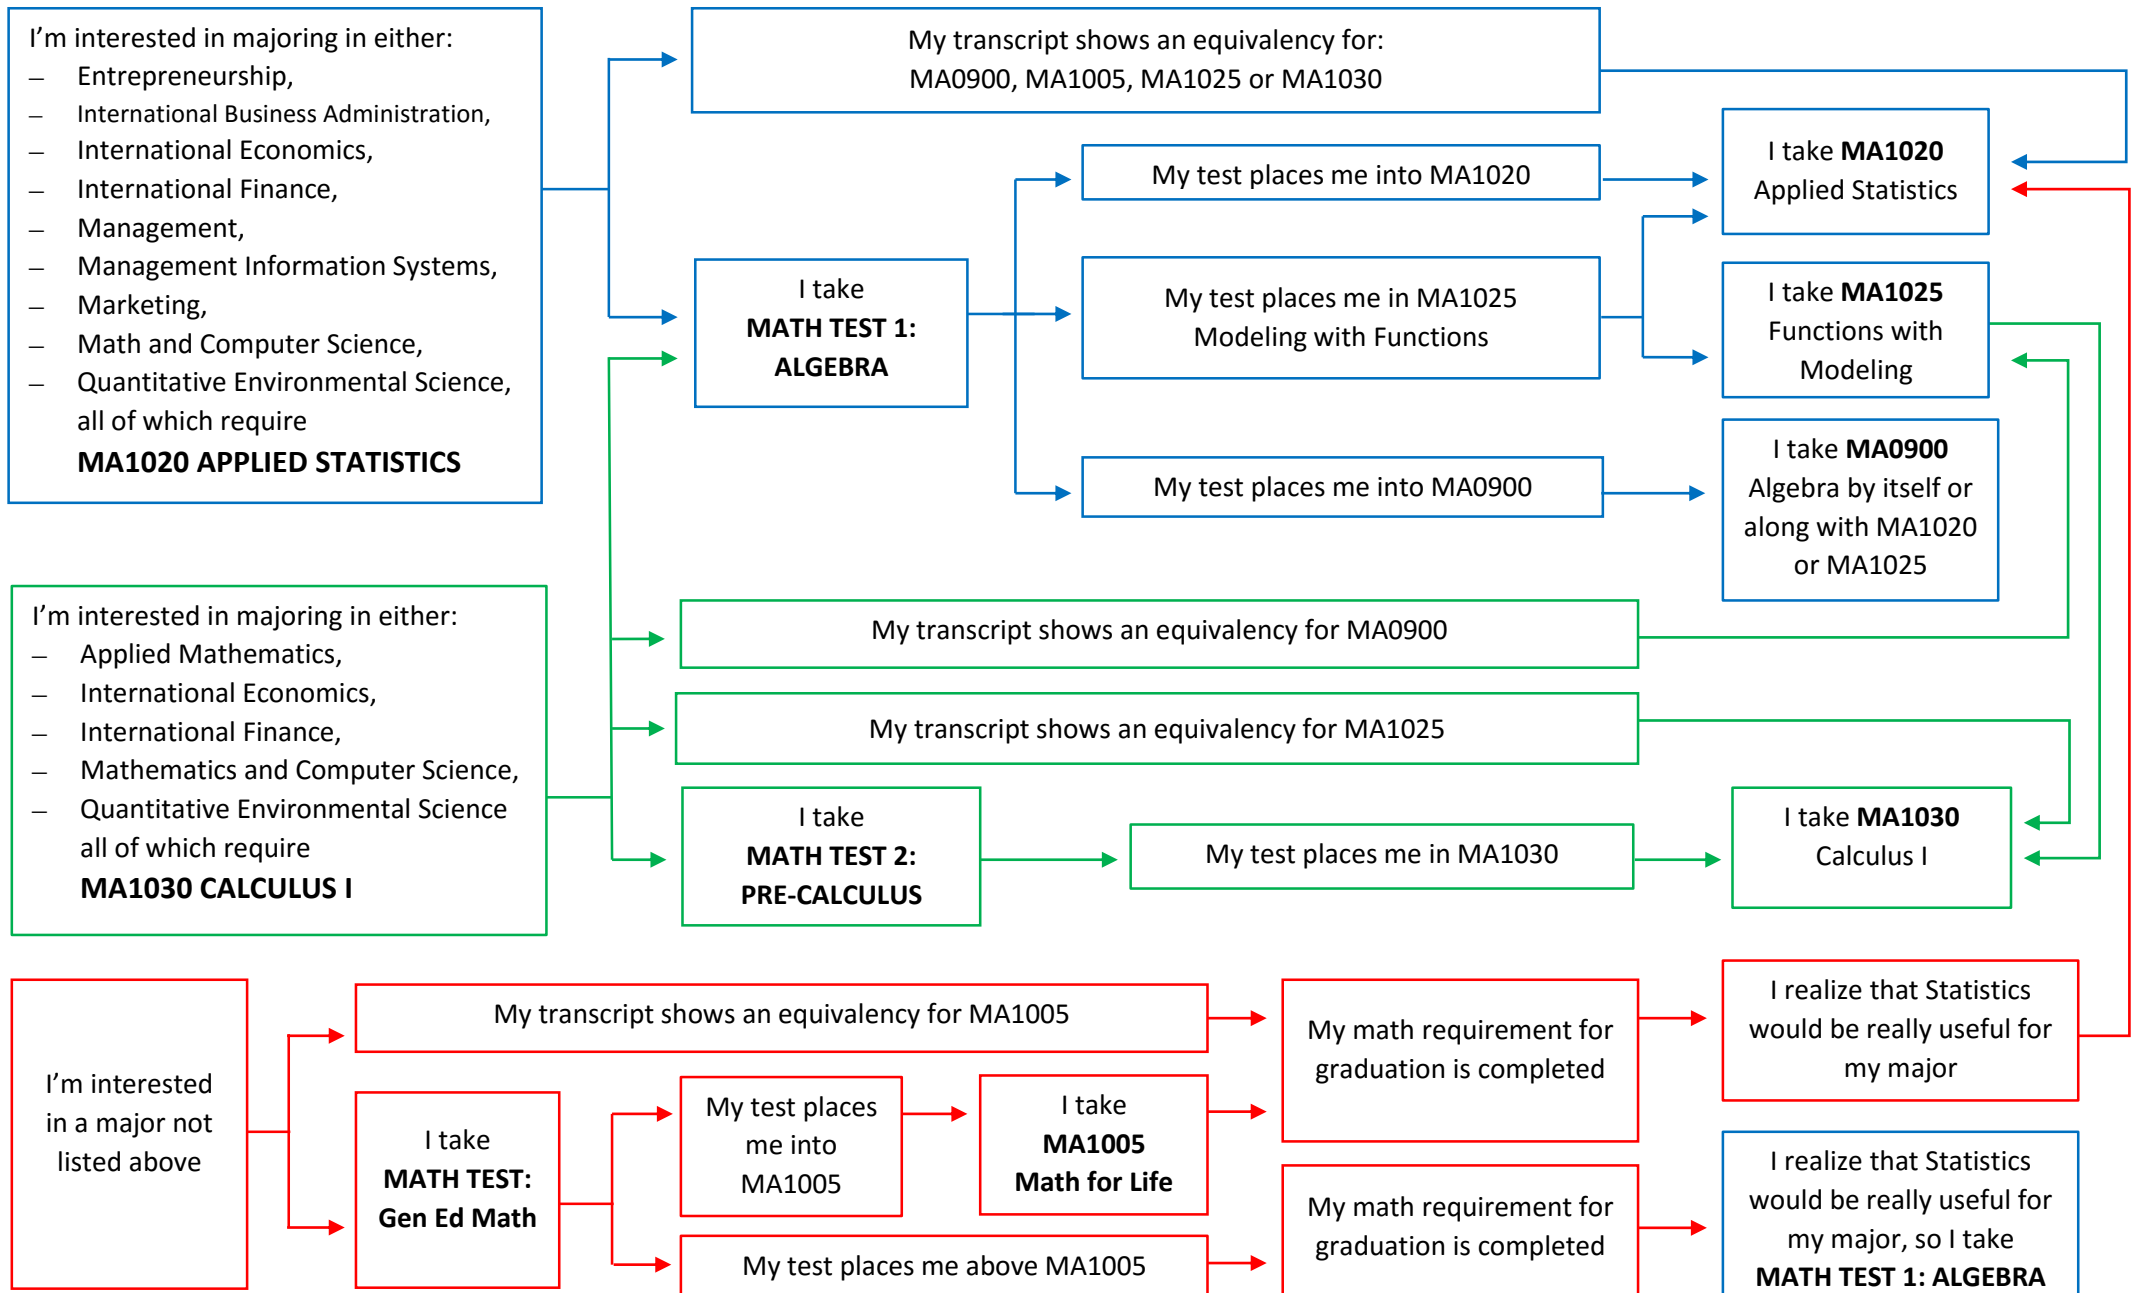 I’m interested in majoring in either:
– Entrepreneurship,
– International Business Administration,
– International Economics,
– International Finance,
– Management,
– Management Information Systems,
– Marketing,
– Math and Computer Science,
– Quantitative Environmental Science,
all of which require
MA1020 APPLIED STATISTICS
My transcript shows an equivalency for:
MA0900, MA1005, MA1025 or MA1030
I take
MATH TEST 1:
ALGEBRA
My test places me into MA1020
My test places me in MA1025
Modeling with Functions
My test places me into MA0900
I take MA1020
Applied Statistics
I take MA1025
Functions with
Modeling
I take MA0900
Algebra by itself or
along with MA1020
or MA1025
I’m interested in majoring in either:
– Applied Mathematics,
– International Economics,
– International Finance,
– Mathematics and Computer Science,
– Quantitative Environmental Science
all of which require
MA1030 CALCULUS I
My transcript shows an equivalency for MA0900
My transcript shows an equivalency for MA1025
I take
MATH TEST 2:
PRE-CALCULUS
My test places me in MA1030
I take MA1030
Calculus I
I’m interested
in a major not
listed above
My transcript shows an equivalency for MA1005
I take
MATH TEST:
Gen Ed Math
My test places
me into
MA1005
I take
MA1005
Math for Life
My test places me above MA1005
My math requirement for
graduation is completed
My math requirement for
graduation is completed
I realize that Statistics
would be really useful for
my major
I realize that Statistics
would be really useful for
my major, so I take
MATH TEST 1: ALGEBRA